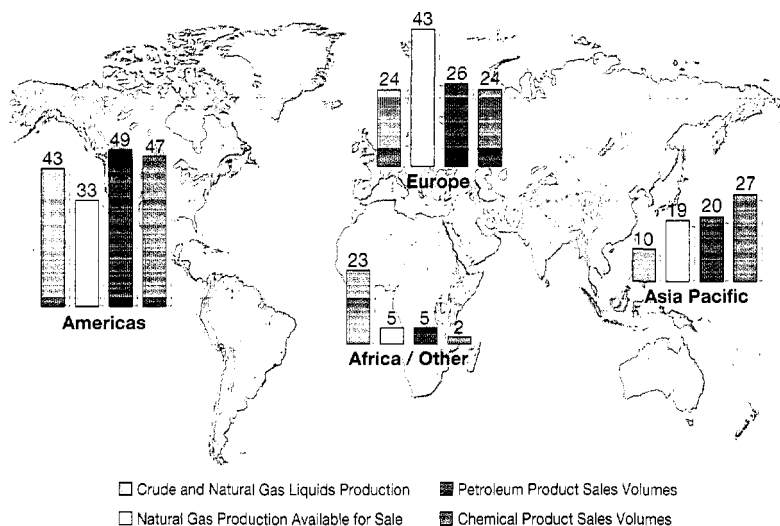 43
24
26
24
Europe
43
33
49
47
Americas
10
19
20
27
Asia Pacific
23
5
5
2
Africa / Other
Crude and Natural Gas Liquids Production
Petroleum Product Sales Volumes
Natural Gas Production Available for Sale
Chemical Product Sales Volumes